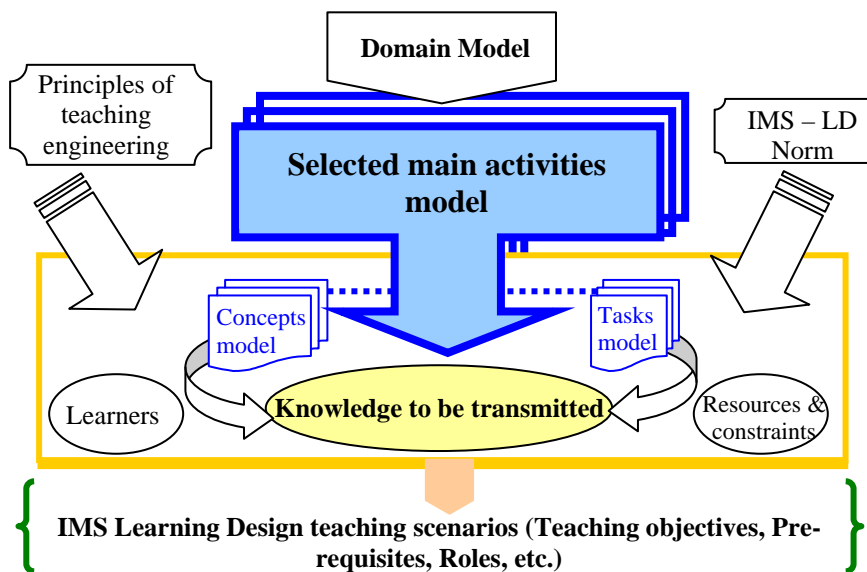 Domain Model
Principles of
teaching
engineering
IMS – LD
Norm
Selected main activities
model
Concepts
model
Tasks
model
Learners
Knowledge to be transmitted
Resources &
constraints
IMS Learning Design teaching scenarios (Teaching objectives, Pre-
requisites, Roles, etc.)